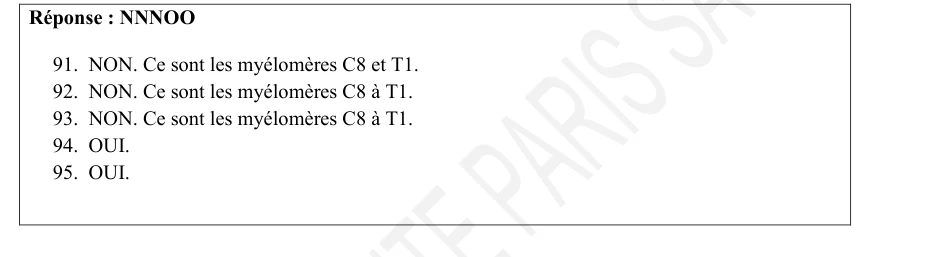 Réponse : NNNOO
91. NON. Ce sont les myélomères C8 et T1.
92. NON. Ce sont les myélomères C8 à T1.
93. NON. Ce sont les myélomères C8 à T1.
94. OUI.
95. OUI.
PARIS